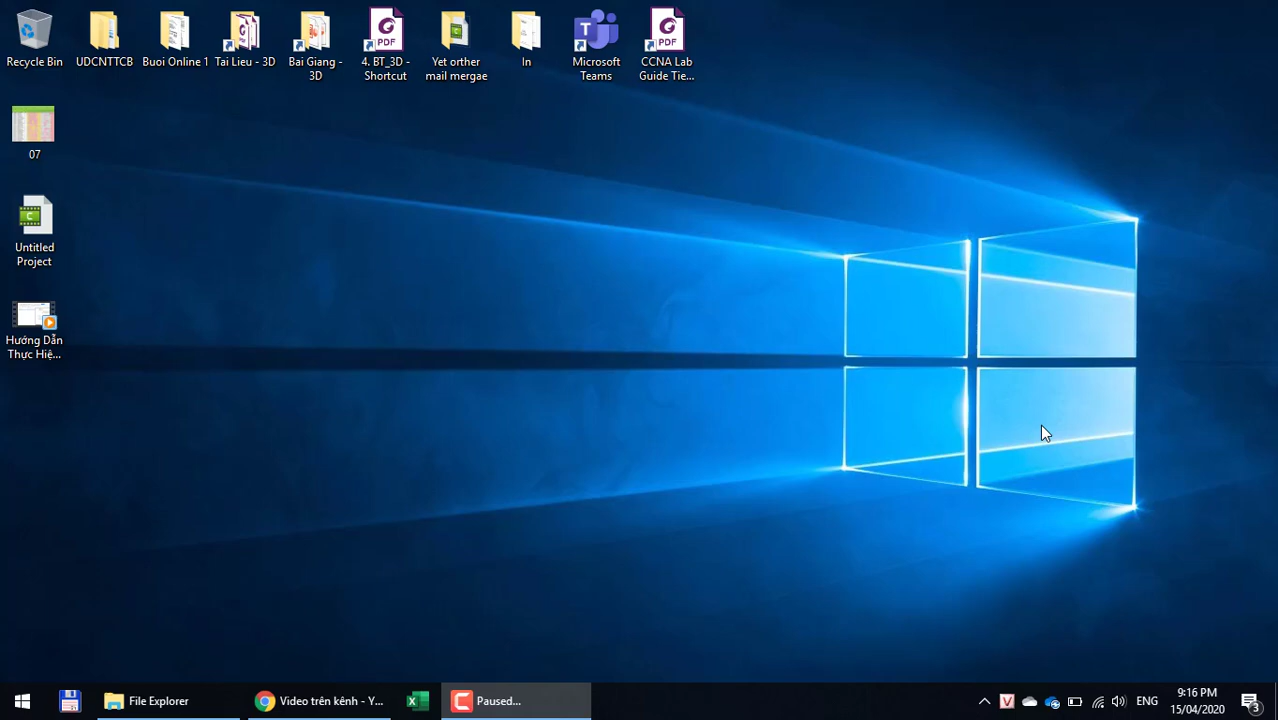 Recycle Bin
UDCNTTCB
Buoi Online 1
Tai Lieu - 3D
Bai Giang -
3D
4. BT_3D -
Shortcut
Yet orther
mail mergae
In
Microsoft
Teams
CCNA Lab
Guide Tie...
07
Untitled
Project
Hướng Dẫn
Thực Hiệ...
File Explorer
Video trên kênh - Y...
Paused...
ENG
9:16 PM
15/04/2020
3